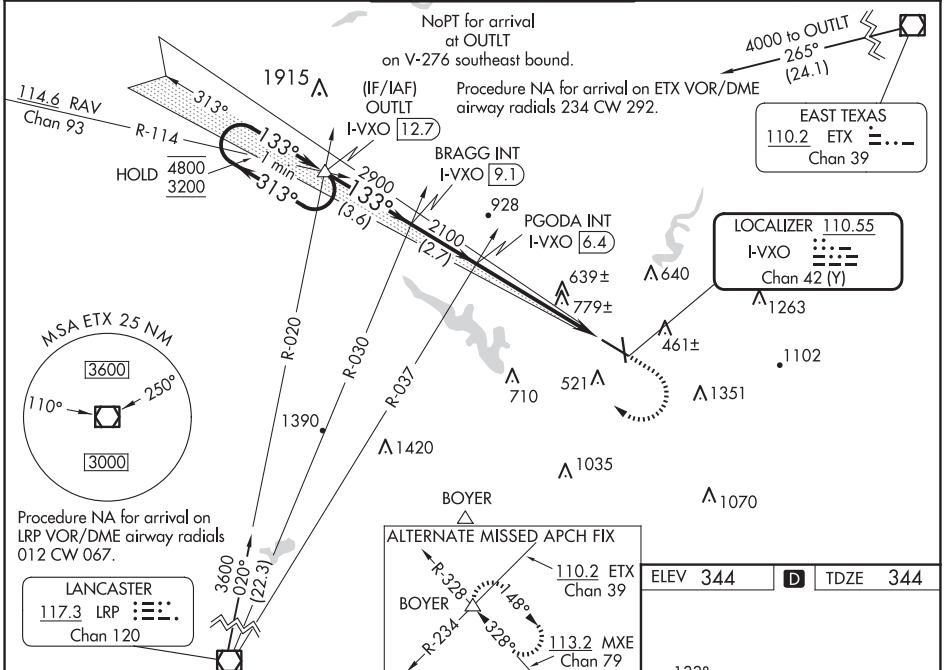 NoPT for arrival
at OUTLT
on V-276 southeast bound.
4000 to OUTLT
265°
(24.1)
1915
(IF/IAF)
OUTLT
I-VXO 12.7
Procedure NA for arrival on ETX VOR/DME
airway radials 234 CW 292.
EAST TEXAS
110.2 ETX
Chan 39
114.6 RAV
Chan 93
R-114
313°
133°
1 min
313°
HOLD 4800
3200
BRAGG INT
I-VXO 9.1
2900
133°
(3.6)
928
2100
(2.7)
PGODA INT
I-VXO 6.4
LOCALIZER 110.55
I-VXO
Chan 42 (Y)
639±
779±
640
1263
461±
1102
521
710
1351
MSA ETX 25 NM
3600
110°
250°
3000
R-020
R-030
R-037
1390
1420
1035
1070
Procedure NA for arrival on
LRP VOR/DME airway radials
012 CW 067.
3600
020°
(22.3)
LANCASTER
117.3 LRP
Chan 120
BOYER
ALTERNATE MISSED APCH FIX
R-328
110.2 ETX
Chan 39
BOYER
148°
328°
R-234
113.2 MXE
Chan 79
ELEV 344
D
TDZE 344